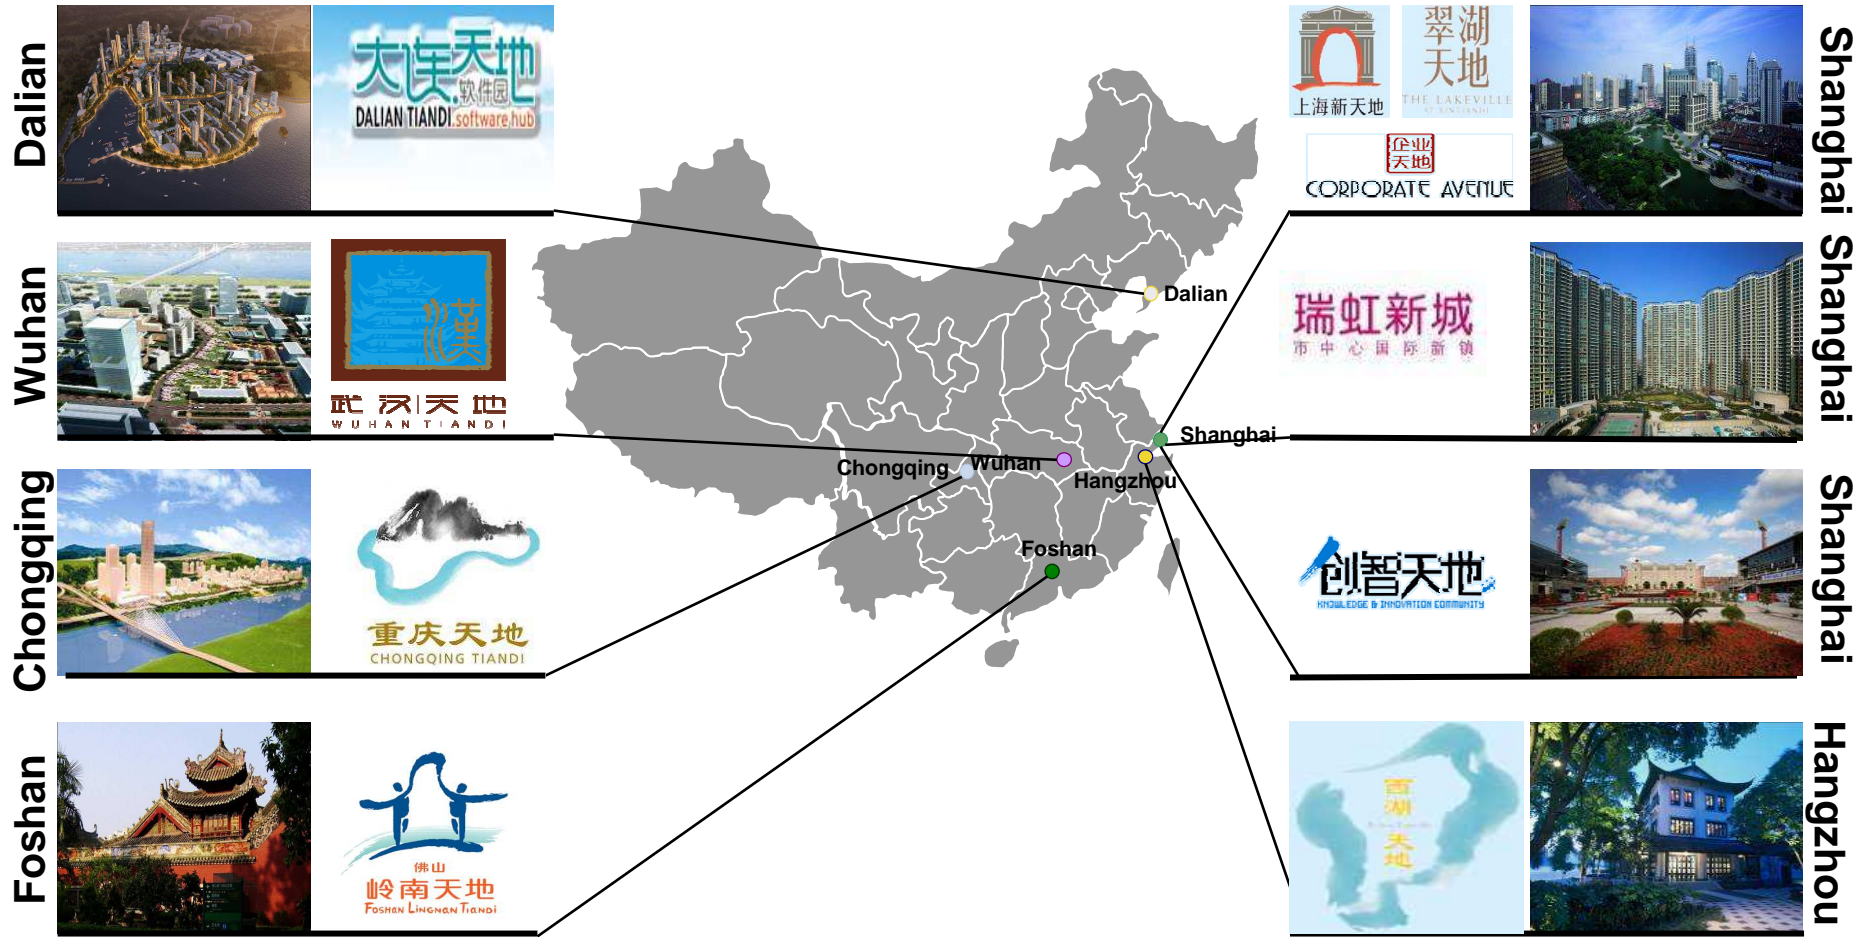 Dalian
大连天地
软件园
DALIAN TIANDI.software hub
Wuhan
漢
武汉|天地
WUHAN TIANDI
Chongqing
重庆天地
CHONGQING TIANDI
Foshan
佛山
岭南天地
FOSHAN LINGNAN TIANDI
Dalian
Shanghai
Wuhan
Chongqing
Hangzhou
Foshan
上海新天地
翠湖
天地
THE LAKEVILLE
AT XINTIANDI
企业
天地
CORPORATE AVENUE
Shanghai
瑞虹新城
市中心国际新镇
Shanghai
创智天地
KNOWLEDGE & INNOVATION COMMUNITY
Shanghai
西湖
天地
Hangzhou